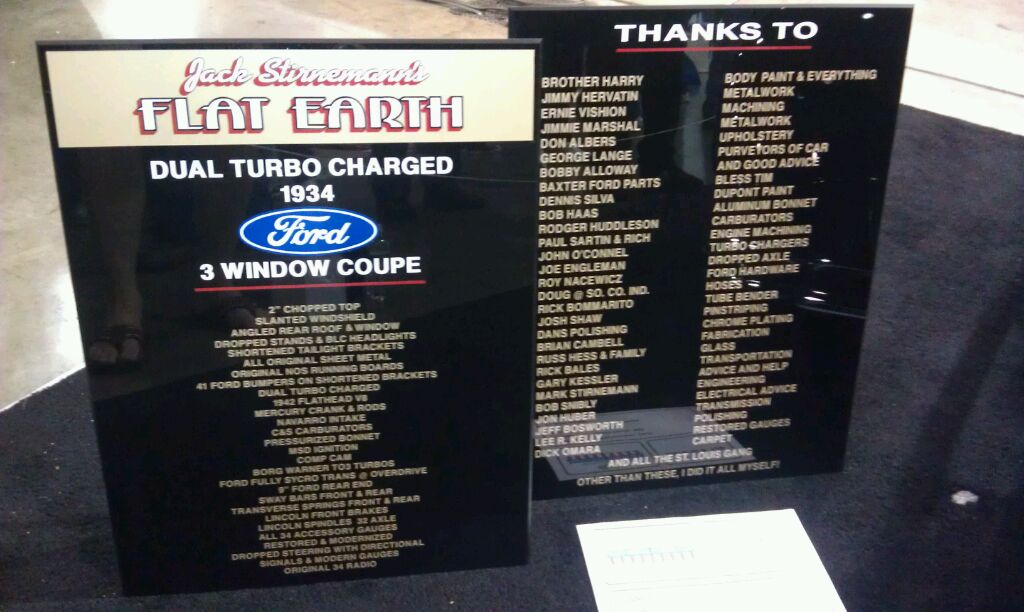 Jack Stirnemann's
FLAT EARTH
DUAL TURBO CHARGED
1934
Ford
3 WINDOW COUPE
2" CHOPPED TOP
SLANTED WINDSHIELD
ANGLED REAR ROOF & WINDOW
DROPPED STANDS & BLC HEADLIGHTS
SHORTENED TAILIGHT BRACKETS
ALL ORIGINAL SHEET METAL
ORIGINAL NOS RUNNING BOARDS
41 FORD BUMPERS ON SHORTENED BRACKETS
DUAL TURBO CHARGED
1942 FLATHEAD V8
MERCURY CRANK & RODS
NAVARRO INTAKE
C&S CARBURATORS
PRESSURIZED BONNET
MSD IGNITION
COMP CAM
BORG WARNER TO3 TURBOS
FORD FULLY SYCRO TRANS @ OVERDRIVE
9" FORD REAR END
SWAY BARS FRONT & REAR
TRANSVERSE SPRINGS FRONT & REAR
LINCOLN FRONT BRAKES
LINCOLN SPINDLES 32 AXLE
ALL 34 ACCESSORY GAUGES
RESTORED & MODERNIZED
DROPPED STEERING WITH DIRECTIONAL
SIGNALS & MODERN GAUGES
ORIGINAL 34 RADIO
THANKS TO
BROTHER HARRY
JIMMY HERVATIN
ERNIE VISHION
JIMMIE MARSHAL
DON ALBERS
GEORGE LANGE
BOBBY ALLOWAY
BAXTER FORD PARTS
DENNIS SILVA
BOB HAAS
RODGER HUDDLESON
PAUL SARTIN & RICH
JOHN O'CONNEL
JOE ENGLEMAN
ROY NACEWICZ
DOUG @ SO. CO. IND.
RICK BOMMARITO
JOSH SHAW
DANS POLISHING
BRIAN CAMBELL
RUSS HESS & FAMILY
RICK BALES
GARY KESSLER
MARK STIRNEMANN
BOB SNIRLY
JON HUBER
JEFF BOSWORTH
LEE R. KELLY
DICK OMARA
BODY PAINT & EVERYTHING
METALWORK
MACHINING
METALWORK
UPHOLSTERY
PURVEYORS OF CAR
AND GOOD ADVICE
BLESS TIM
DUPONT PAINT
ALUMINUM BONNET
CARBURATORS
ENGINE MACHINING
TURBO CHARGERS
DROPPED AXLE
FORD HARDWARE
HOSES
TUBE BENDER
PINSTRIPING
CHROME PLATING
FABRICATION
GLASS
TRANSPORTATION
ADVICE AND HELP
ENGINEERING
ELECTRICAL ADVICE
TRANSMISSION
POLISHING
RESTORED GAUGES
CARPET
AND ALL THE ST. LOUIS GANG
OTHER THAN THESE, I DID IT ALL MYSELF!